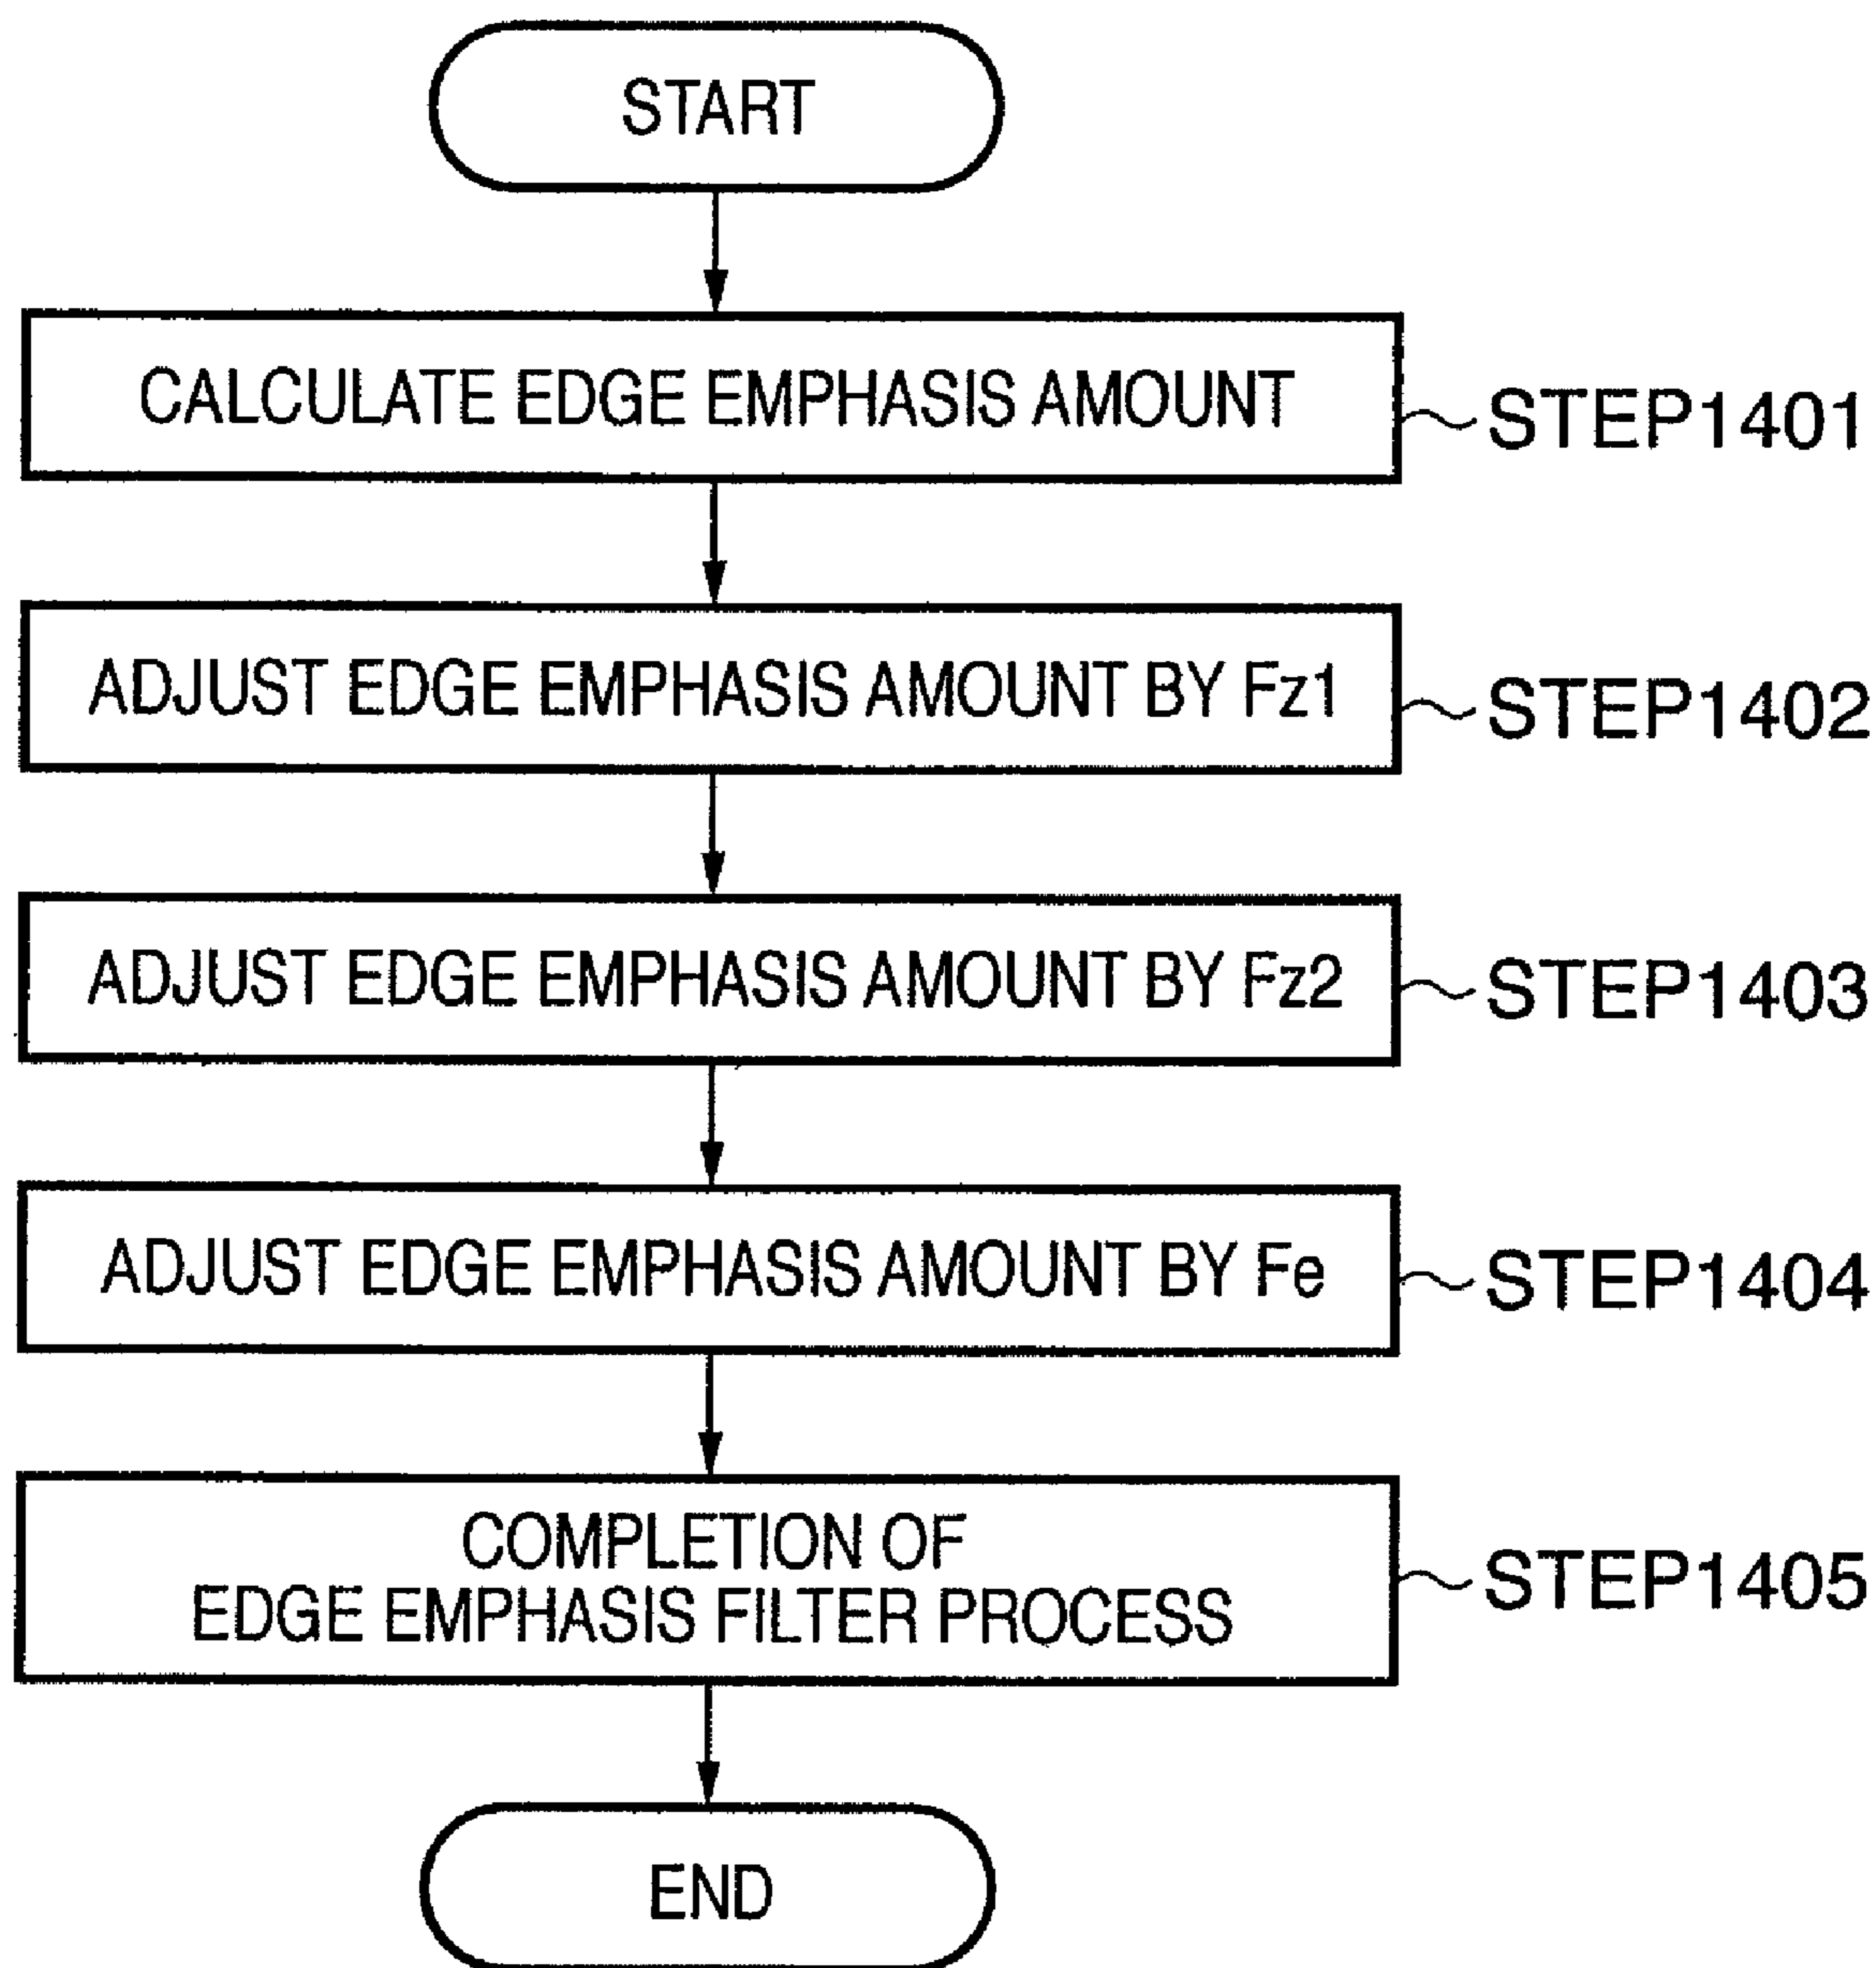 START
CALCULATE EDGE EMPHASIS AMOUNT
STEP1401
ADJUST EDGE EMPHASIS AMOUNT BY Fz1
STEP1402
ADJUST EDGE EMPHASIS AMOUNT BY Fz2
STEP1403
ADJUST EDGE EMPHASIS AMOUNT BY Fe
STEP1404
COMPLETION OF
EDGE EMPHASIS FILTER PROCESS
STEP1405
END